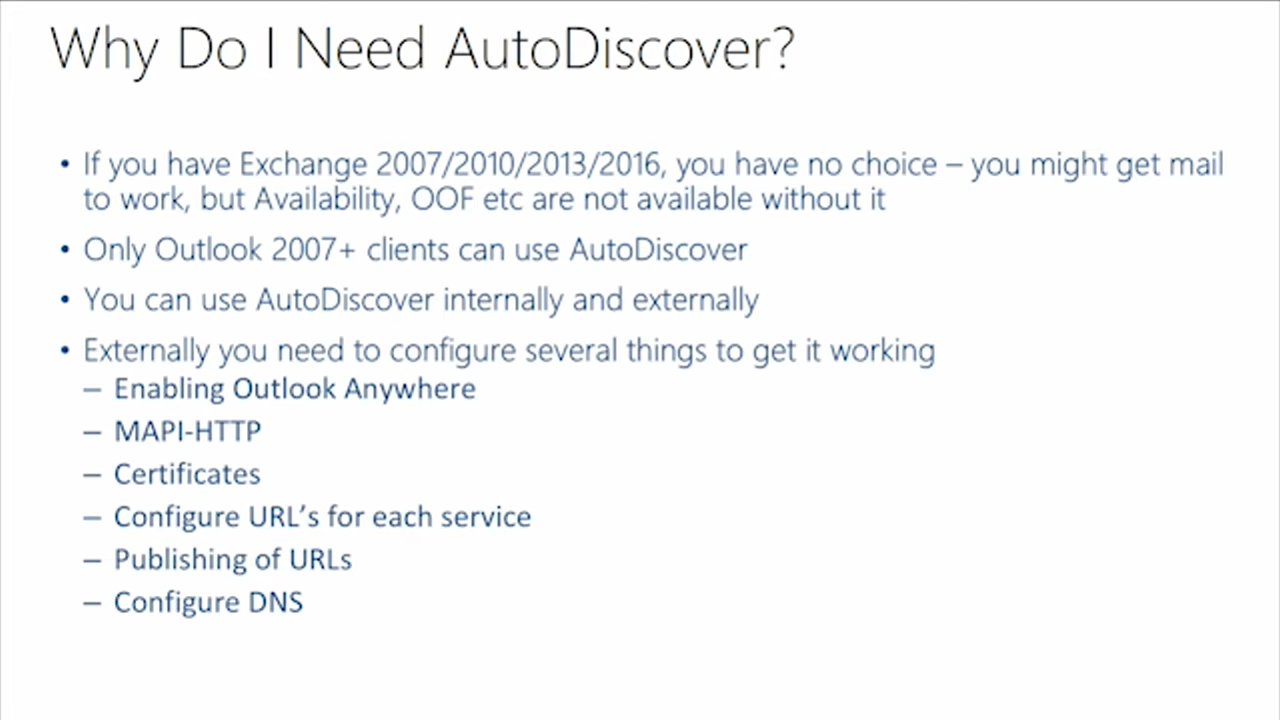 Why Do I Need AutoDiscover?
• If you have Exchange 2007/2010/2013/2016, you have no choice – you might get mail
to work, but Availability, OOF etc are not available without it
• Only Outlook 2007+ clients can use AutoDiscover
• You can use AutoDiscover internally and externally
• Externally you need to configure several things to get it working
– Enabling Outlook Anywhere
– MAPI-HTTP
– Certificates
– Configure URL’s for each service
– Publishing of URLs
– Configure DNS